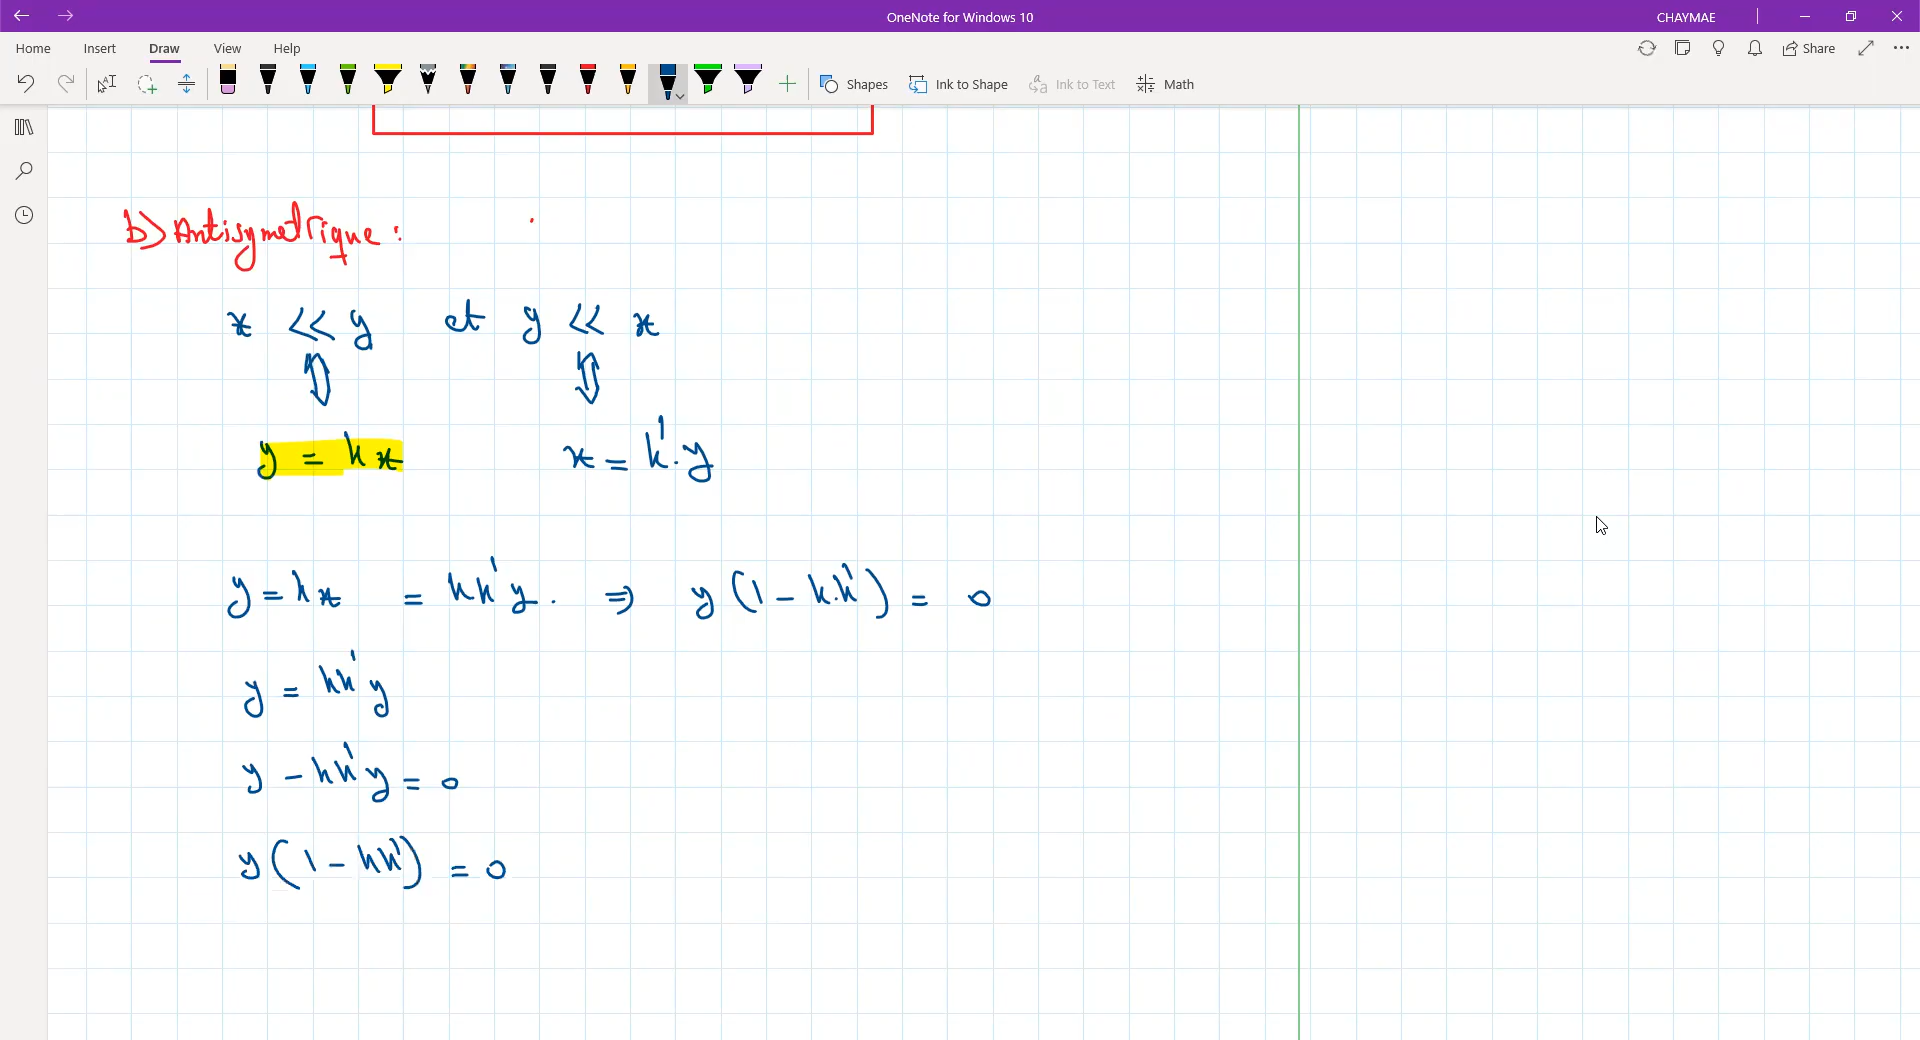 OneNote for Windows 10
CHAYMAE
Home Insert Draw View Help
Share
Shapes Ink to Shape Ink to Text Math
b) Antisymetrique :
x << y et y << x
⇕ ⇕
y = kx x = k'.y
y = kx = kk'y. ⇒ y(1 - k.k') = 0
y = kk'y
y - kk'y = 0
y(1 - kk') = 0